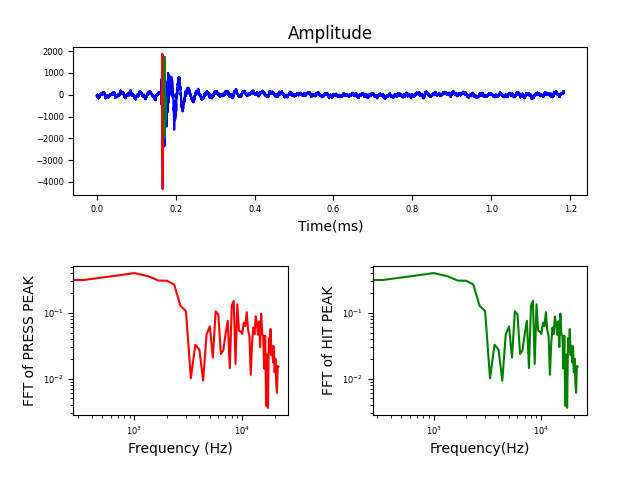 Amplitude
2000
1000
0
−1000
−2000
−3000
−4000
0.0 0.2 0.4 0.6 0.8 1.0 1.2
Time(ms)
FFT of PRESS PEAK
10⁻¹
10⁻²
10³ 10⁴
Frequency (Hz)
FFT of HIT PEAK
10⁻¹
10⁻²
10³ 10⁴
Frequency(Hz)